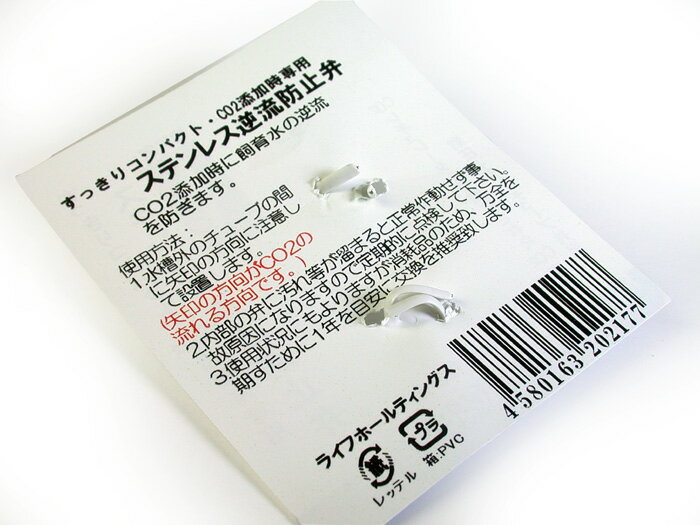 すっきりコンパクト・CO2添加時専用
ステンレス逆流防止弁
CO2添加時に飼育水の逆流
を防ぎます。
使用方法：
1水槽外のチューブの間
に矢印の方向に注意し
て設置します。
(矢印の方向がCO2の
流れる方向です。)
2.内部の弁に汚れ等が留まると正常作動せず事
故原因になりますので定期的に点検して下さい。
3.使用状況にもよりますが消耗品のため、万全を
期すために1年を目安に交換を推奨致します。
4580163202177
ライフホールディングス
紙 プラ
レッテル 箱:PVC